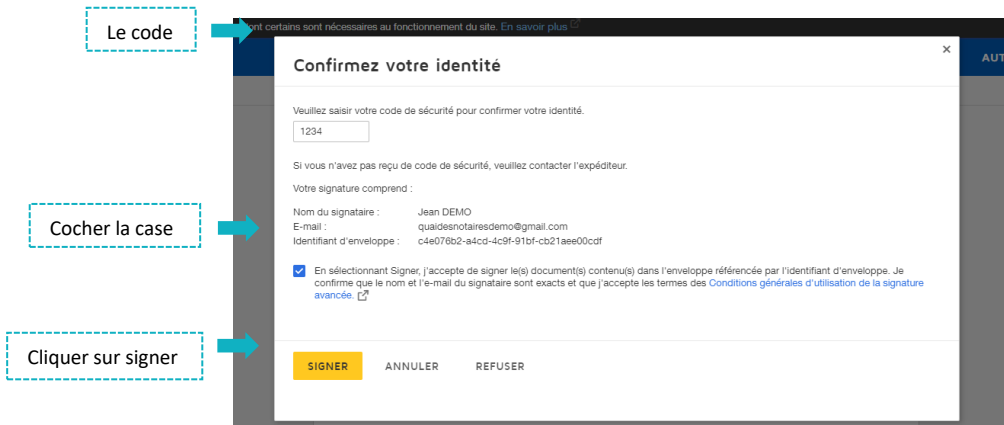 Le code
ont certains sont nécessaires au fonctionnement du site. En savoir plus
AUT
Confirmez votre identité
×
Veuillez saisir votre code de sécurité pour confirmer votre identité.
1234
Si vous n'avez pas reçu de code de sécurité, veuillez contacter l'expéditeur.
Votre signature comprend :
Nom du signataire : Jean DEMO
E-mail : quaidesnotairesdemo@gmail.com
Identifiant d'enveloppe : c4e076b2-a4cd-4c9f-91bf-cb21aee00cdf
Cocher la case
En sélectionnant Signer, j'accepte de signer le(s) document(s) contenu(s) dans l'enveloppe référencée par l'identifiant d'enveloppe. Je
confirme que le nom et l'e-mail du signataire sont exacts et que j'accepte les termes des Conditions générales d'utilisation de la signature
avancée.
Cliquer sur signer
SIGNER ANNULER REFUSER